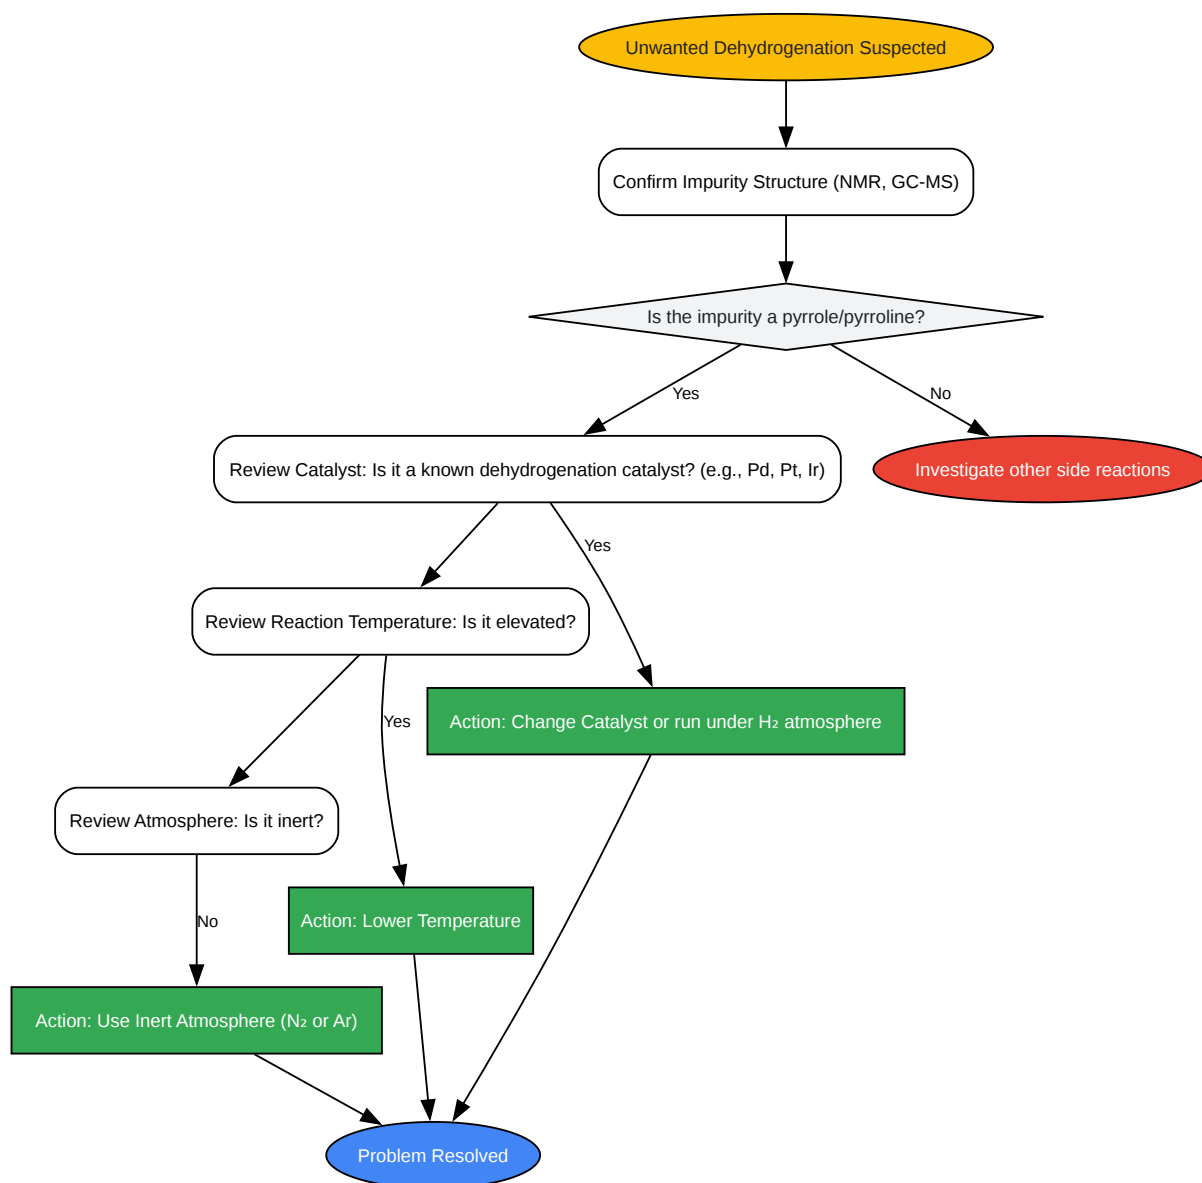 Unwanted Dehydrogenation Suspected
Confirm Impurity Structure (NMR, GC-MS)
Is the impurity a pyrrole/pyrroline?
Yes
No
Review Catalyst: Is it a known dehydrogenation catalyst? (e.g., Pd, Pt, Ir)
Investigate other side reactions
Yes
Review Reaction Temperature: Is it elevated?
Yes
Action: Change Catalyst or run under H₂ atmosphere
Review Atmosphere: Is it inert?
No
Action: Lower Temperature
Action: Use Inert Atmosphere (N₂ or Ar)
Problem Resolved